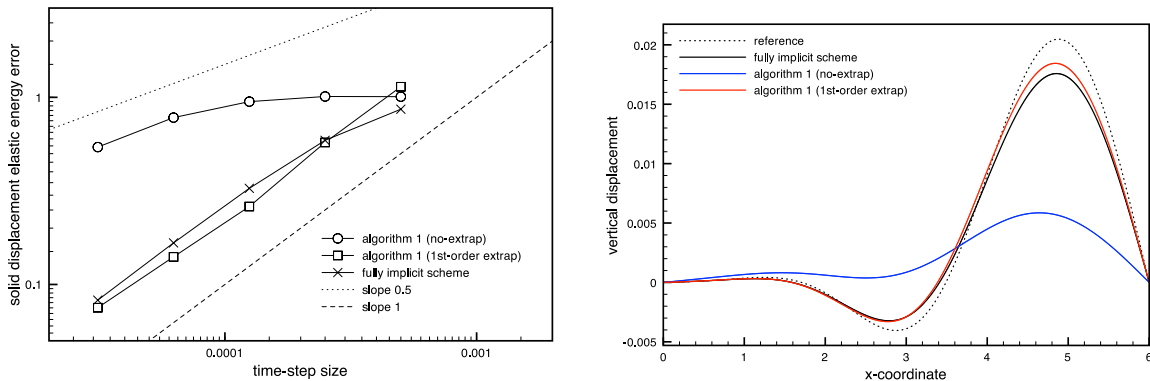 solid displacement elastic energy error
1
0.1
algorithm 1 (no-extrap)
algorithm 1 (1st-order extrap)
fully implicit scheme
slope 0.5
slope 1
0.0001
0.001
time-step size
vertical displacement
0.02
0.015
0.01
0.005
0
-0.005
reference
fully implicit scheme
algorithm 1 (no-extrap)
algorithm 1 (1st-order extrap)
0
1
2
3
4
5
6
x-coordinate